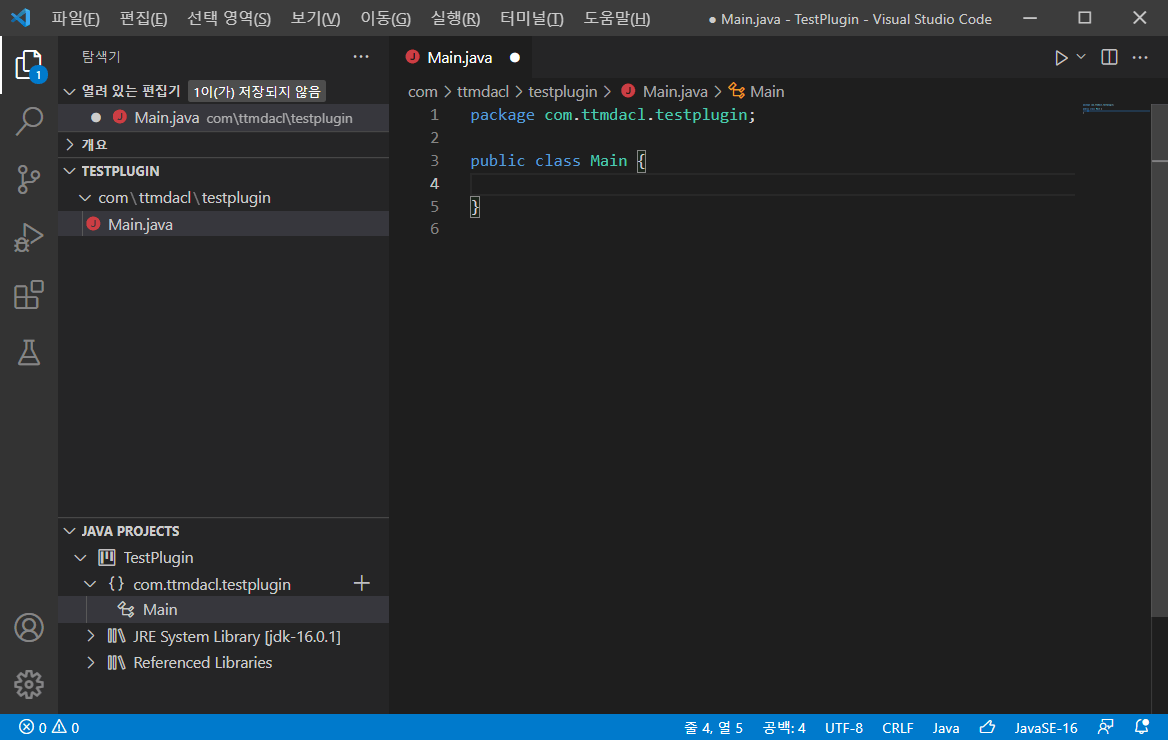 파일(F) 편집(E) 선택 영역(S) 보기(V) 이동(G) 실행(R) 터미널(T) 도움말(H) ● Main.java - TestPlugin - Visual Studio Code
탐색기
1
열려 있는 편집기 1이(가) 저장되지 않음
Main.java com\ttmdacl\testplugin
개요
TESTPLUGIN
com\ttmdacl\testplugin
Main.java
JAVA PROJECTS
TestPlugin
{} com.ttmdacl.testplugin
Main
JRE System Library [jdk-16.0.1]
Referenced Libraries
Main.java
com > ttmdacl > testplugin > Main.java > Main
1 package com.ttmdacl.testplugin;
2
3 public class Main {
4
5 }
6
0 0 줄 4, 열 5 공백: 4 UTF-8 CRLF Java JavaSE-16